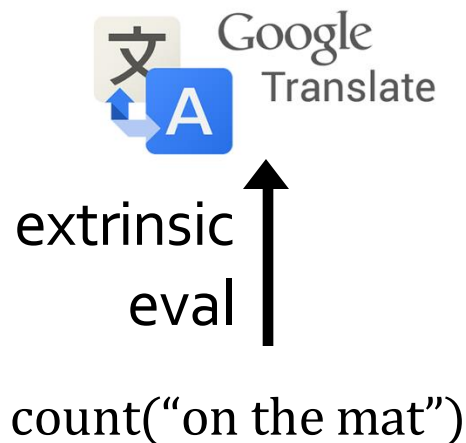 Google
文 Translate
A
extrinsic
eval
count(“on the mat”)